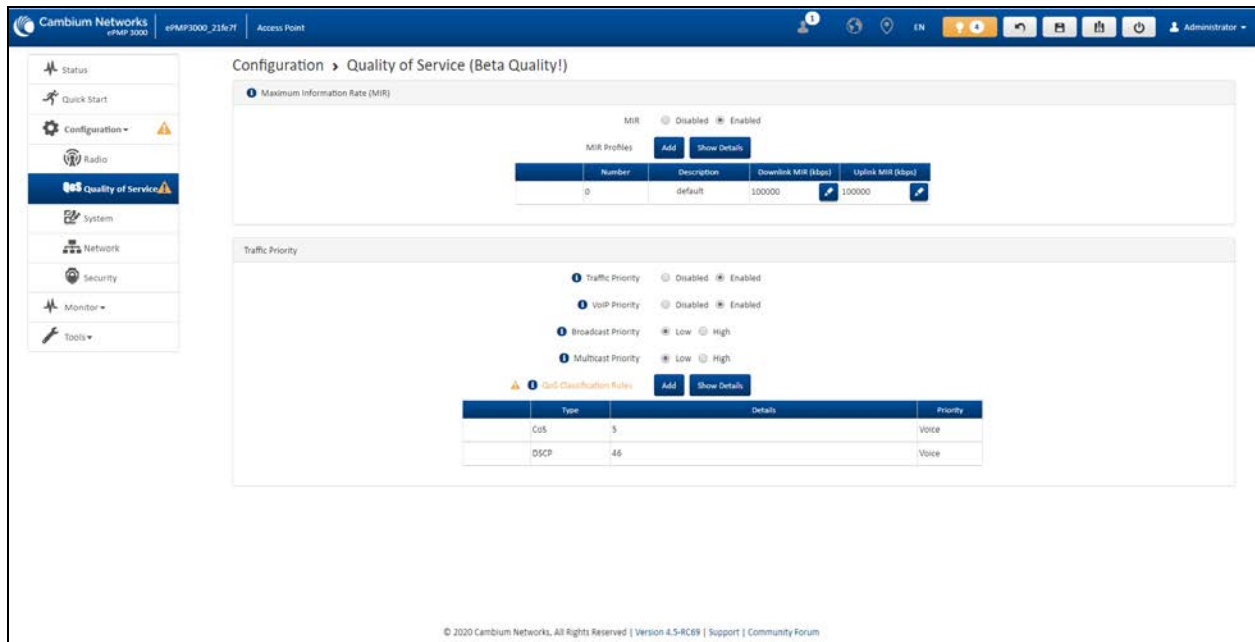 Cambium Networks
ePMP 3000
ePMP3000_21fe7f
Access Point
1
EN
4
Administrator
Status
Quick Start
Configuration
Radio
QoS Quality of Service
System
Network
Security
Monitor
Tools
Configuration > Quality of Service (Beta Quality!)
Maximum Information Rate (MIR)
MIR Disabled Enabled
MIR Profiles Add Show Details
Number Description Downlink MIR (kbps) Uplink MIR (kbps)
0 default 100000 100000
Traffic Priority
Traffic Priority Disabled Enabled
VoIP Priority Disabled Enabled
Broadcast Priority Low High
Multicast Priority Low High
QoS Classification Rules Add Show Details
Type Details Priority
CoS 5 Voice
DSCP 46 Voice
© 2020 Cambium Networks, All Rights Reserved | Version 4.5-RC69 | Support | Community Forum